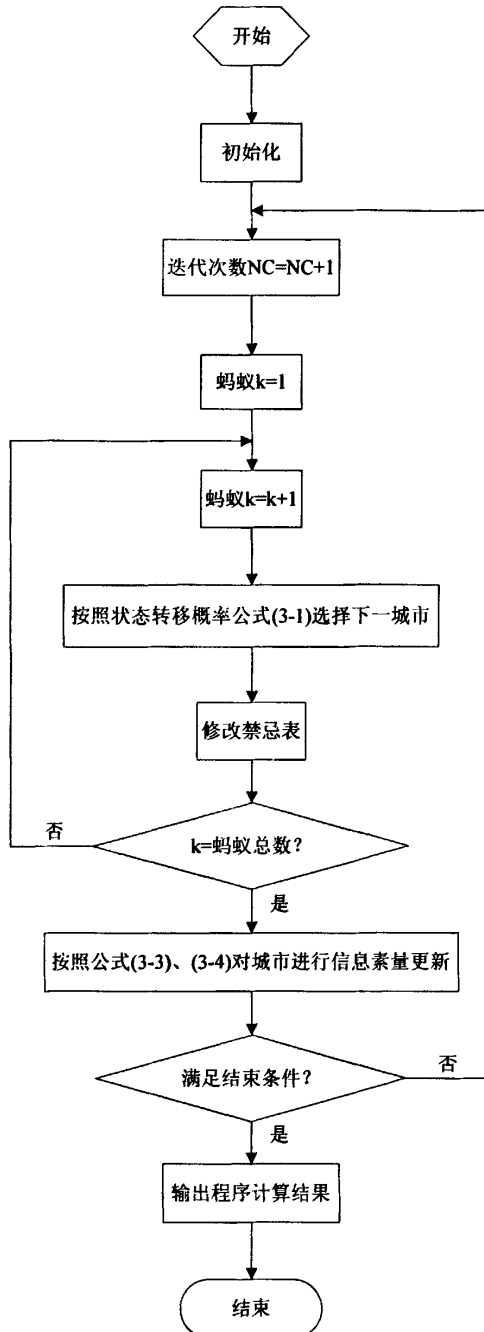 开始
初始化
迭代次数NC=NC+1
蚂蚁k=1
蚂蚁k=k+1
按照状态转移概率公式(3-1)选择下一城市
修改禁忌表
否
k=蚂蚁总数?
是
按照公式(3-3)、(3-4)对城市进行信息素量更新
否
满足结束条件?
是
输出程序计算结果
结束